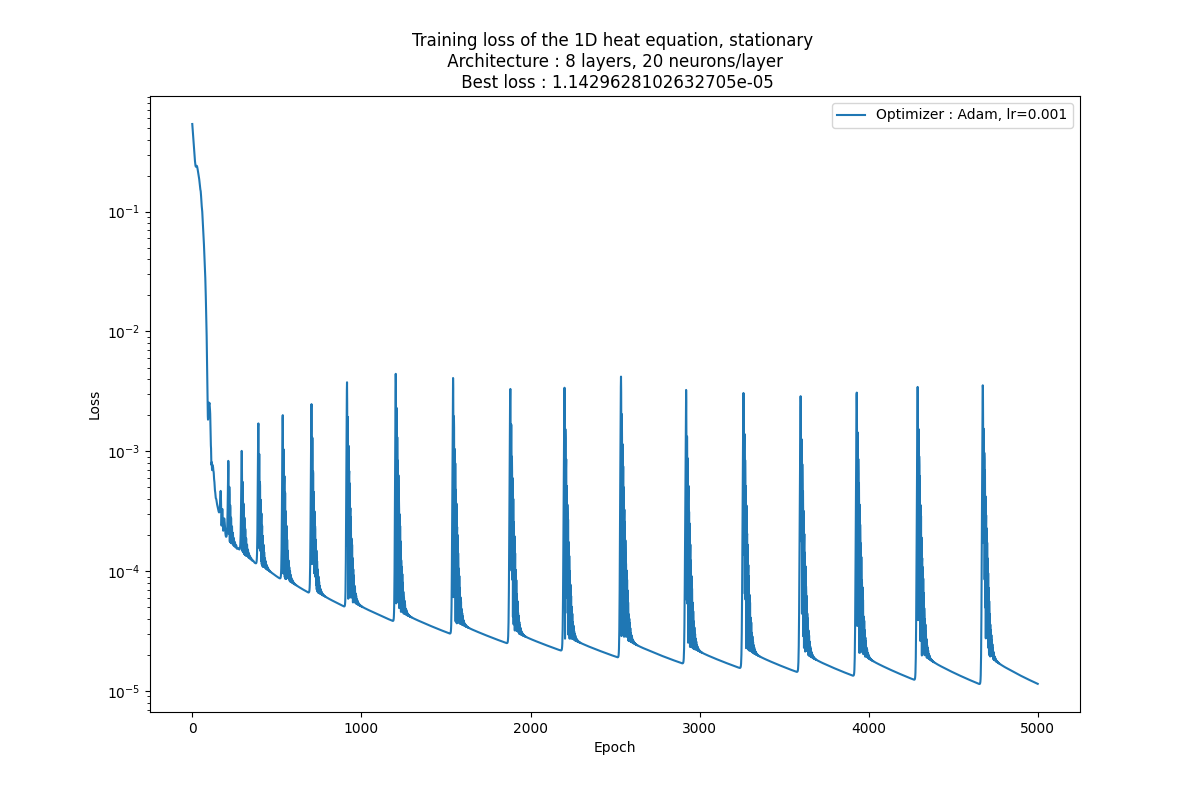 Training loss of the 1D heat equation, stationary
Architecture : 8 layers, 20 neurons/layer
Best loss : 1.1429628102632705e-05
Optimizer : Adam, lr=0.001
Loss
10⁻¹
10⁻²
10⁻³
10⁻⁴
10⁻⁵
0 1000 2000 3000 4000 5000
Epoch